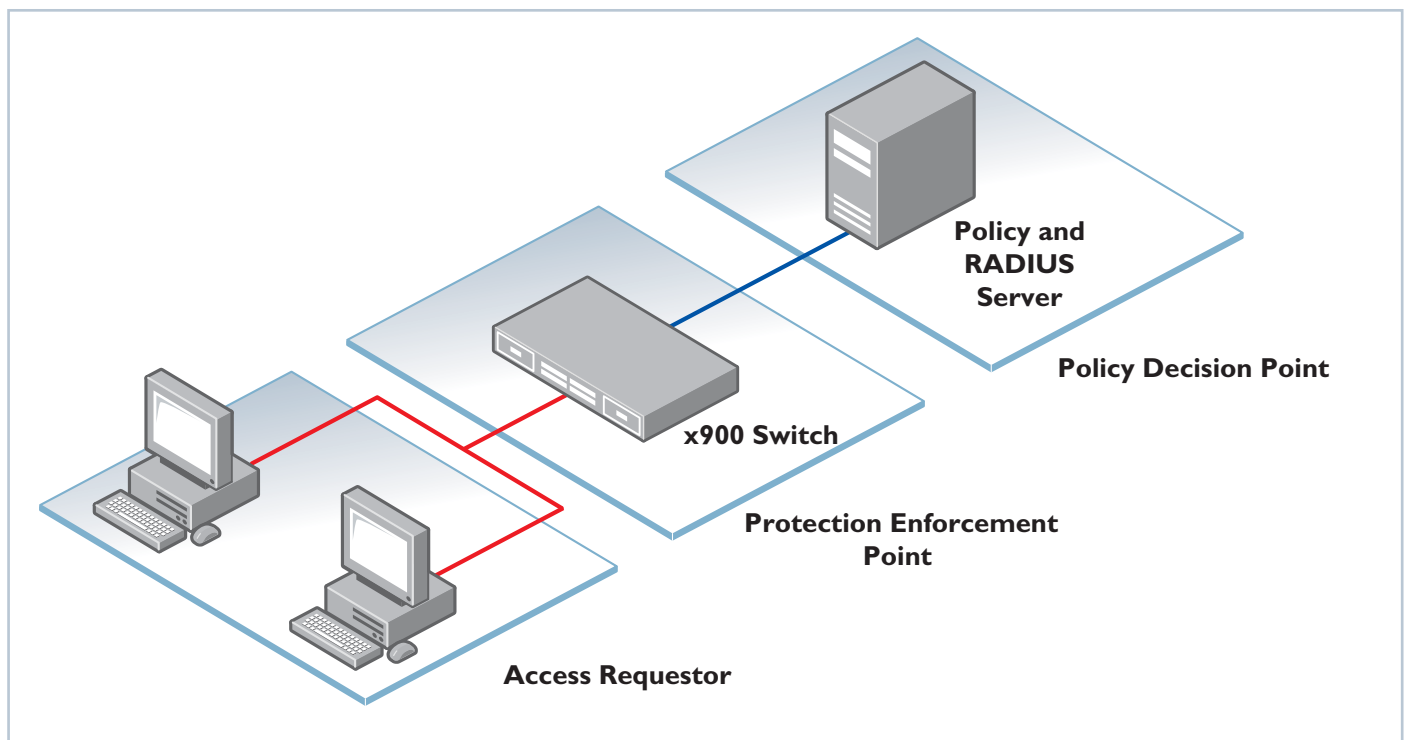 Policy and
RADIUS
Server
Policy Decision Point
x900 Switch
Protection Enforcement
Point
Access Requestor